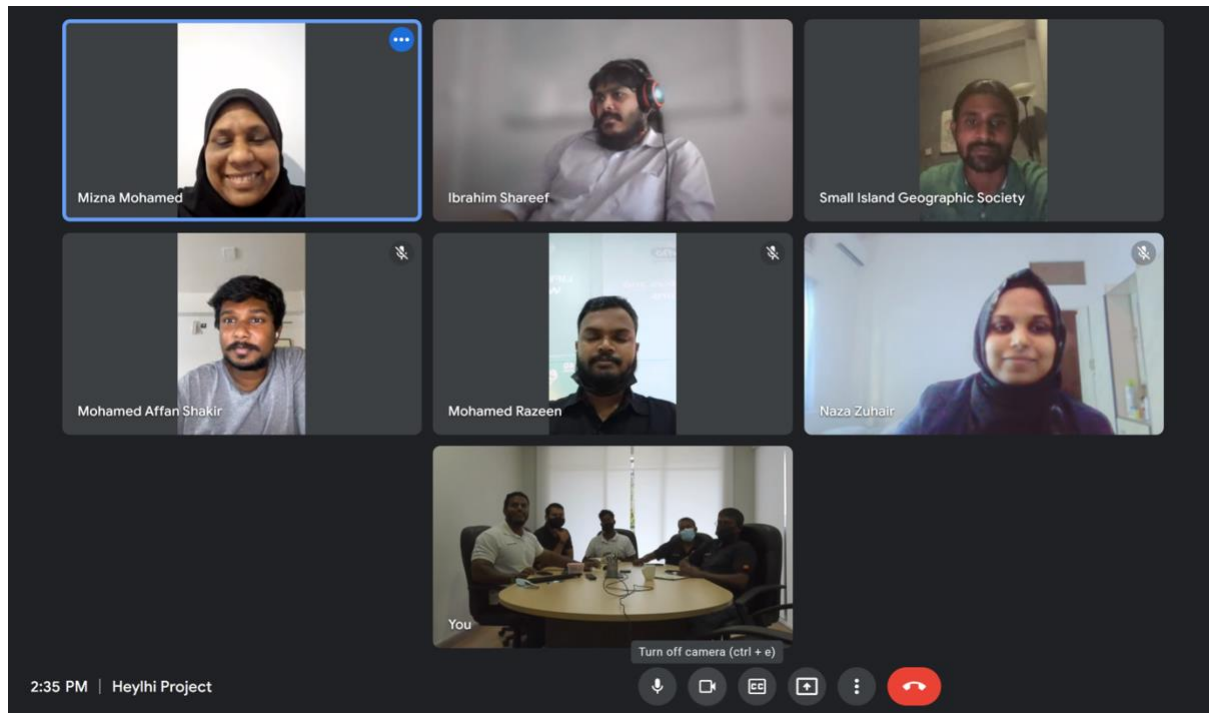 Mizna Mohamed
Ibrahim Shareef
Small Island Geographic Society
Mohamed Affan Shakir
Mohamed Razeen
Naza Zuhair
You
Turn off camera (ctrl + e)
2:35 PM | Heylhi Project